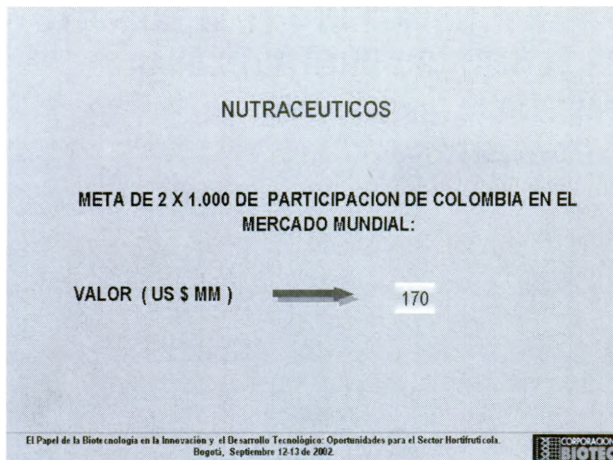 NUTRACEUTICOS
META DE 2 X 1.000 DE PARTICIPACION DE COLOMBIA EN EL
MERCADO MUNDIAL:
VALOR ( US $ MM )
170
El Papel de la Biotecnología en la Innovación y el Desarrollo Tecnológico: Oportunidades para el Sector Hortifrutícola.
Bogotá, Septiembre 12-13 de 2002.
CORPORACION
BIOTEC